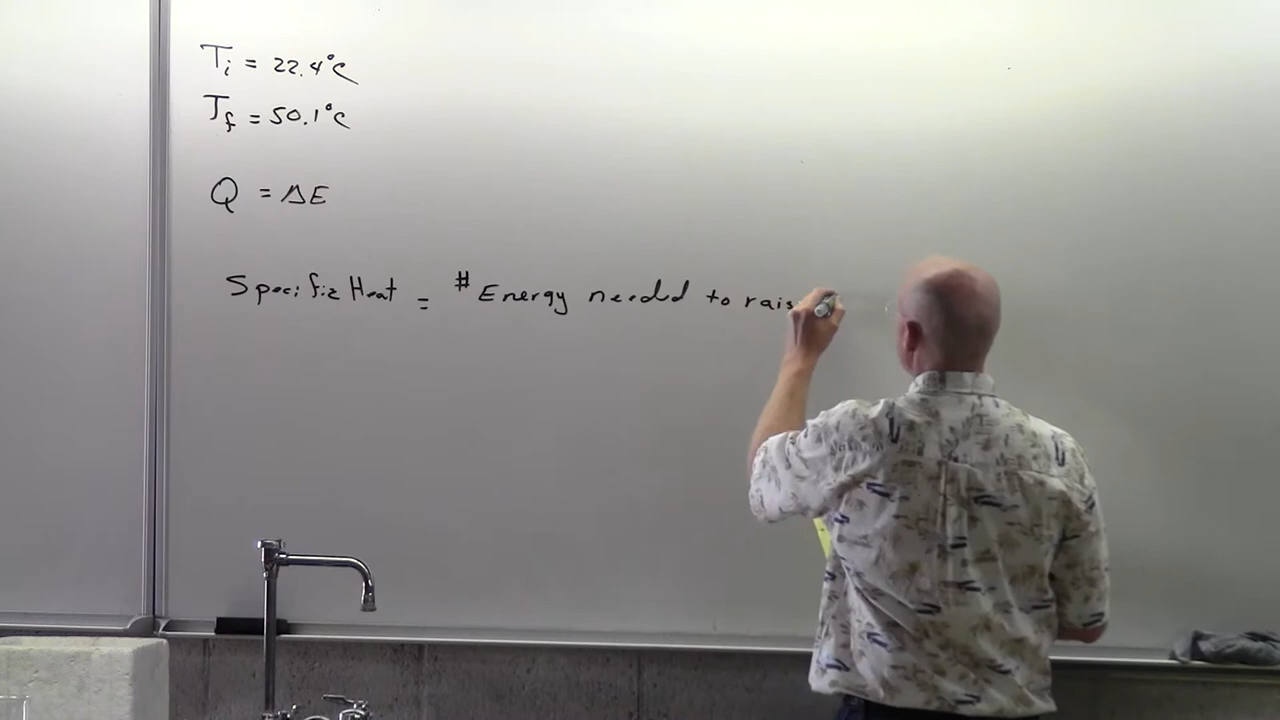 Ti = 22.4°C
Tf = 50.1°C
Q = ΔE
Specific Heat = # Energy needed to rais